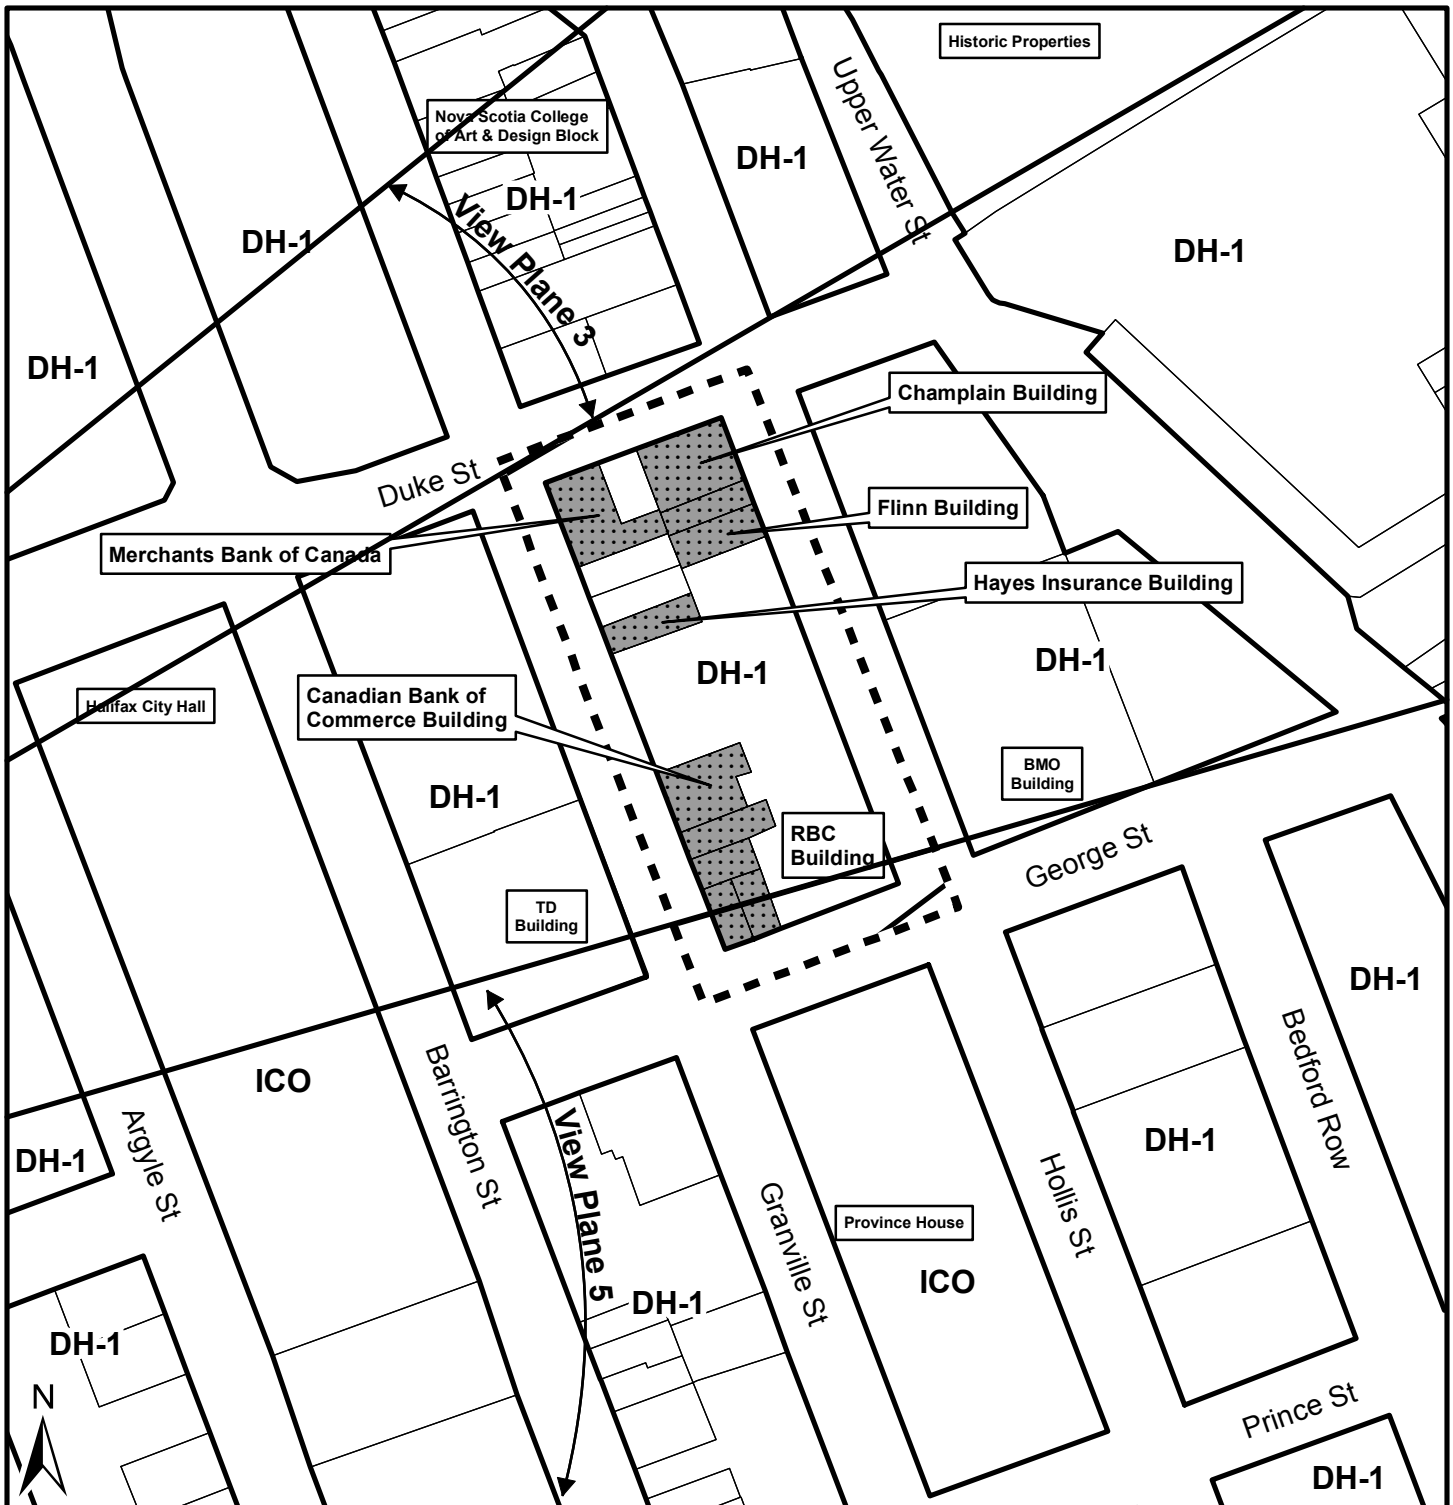 Historic Properties
Nova Scotia College
of Art & Design Block
Upper Water St
DH-1
DH-1
View Plane 3
DH-1
DH-1
DH-1
Champlain Building
Duke St
Flinn Building
Merchants Bank of Canada
Hayes Insurance Building
DH-1
DH-1
Canadian Bank of
Commerce Building
Halifax City Hall
BMO
Building
DH-1
RBC
Building
George St
TD
Building
DH-1
ICO
Barrington St
Bedford Row
DH-1
Argyle St
View Plane 5
DH-1
Hollis St
Granville St
Province House
ICO
DH-1
DH-1
N
Prince St
DH-1